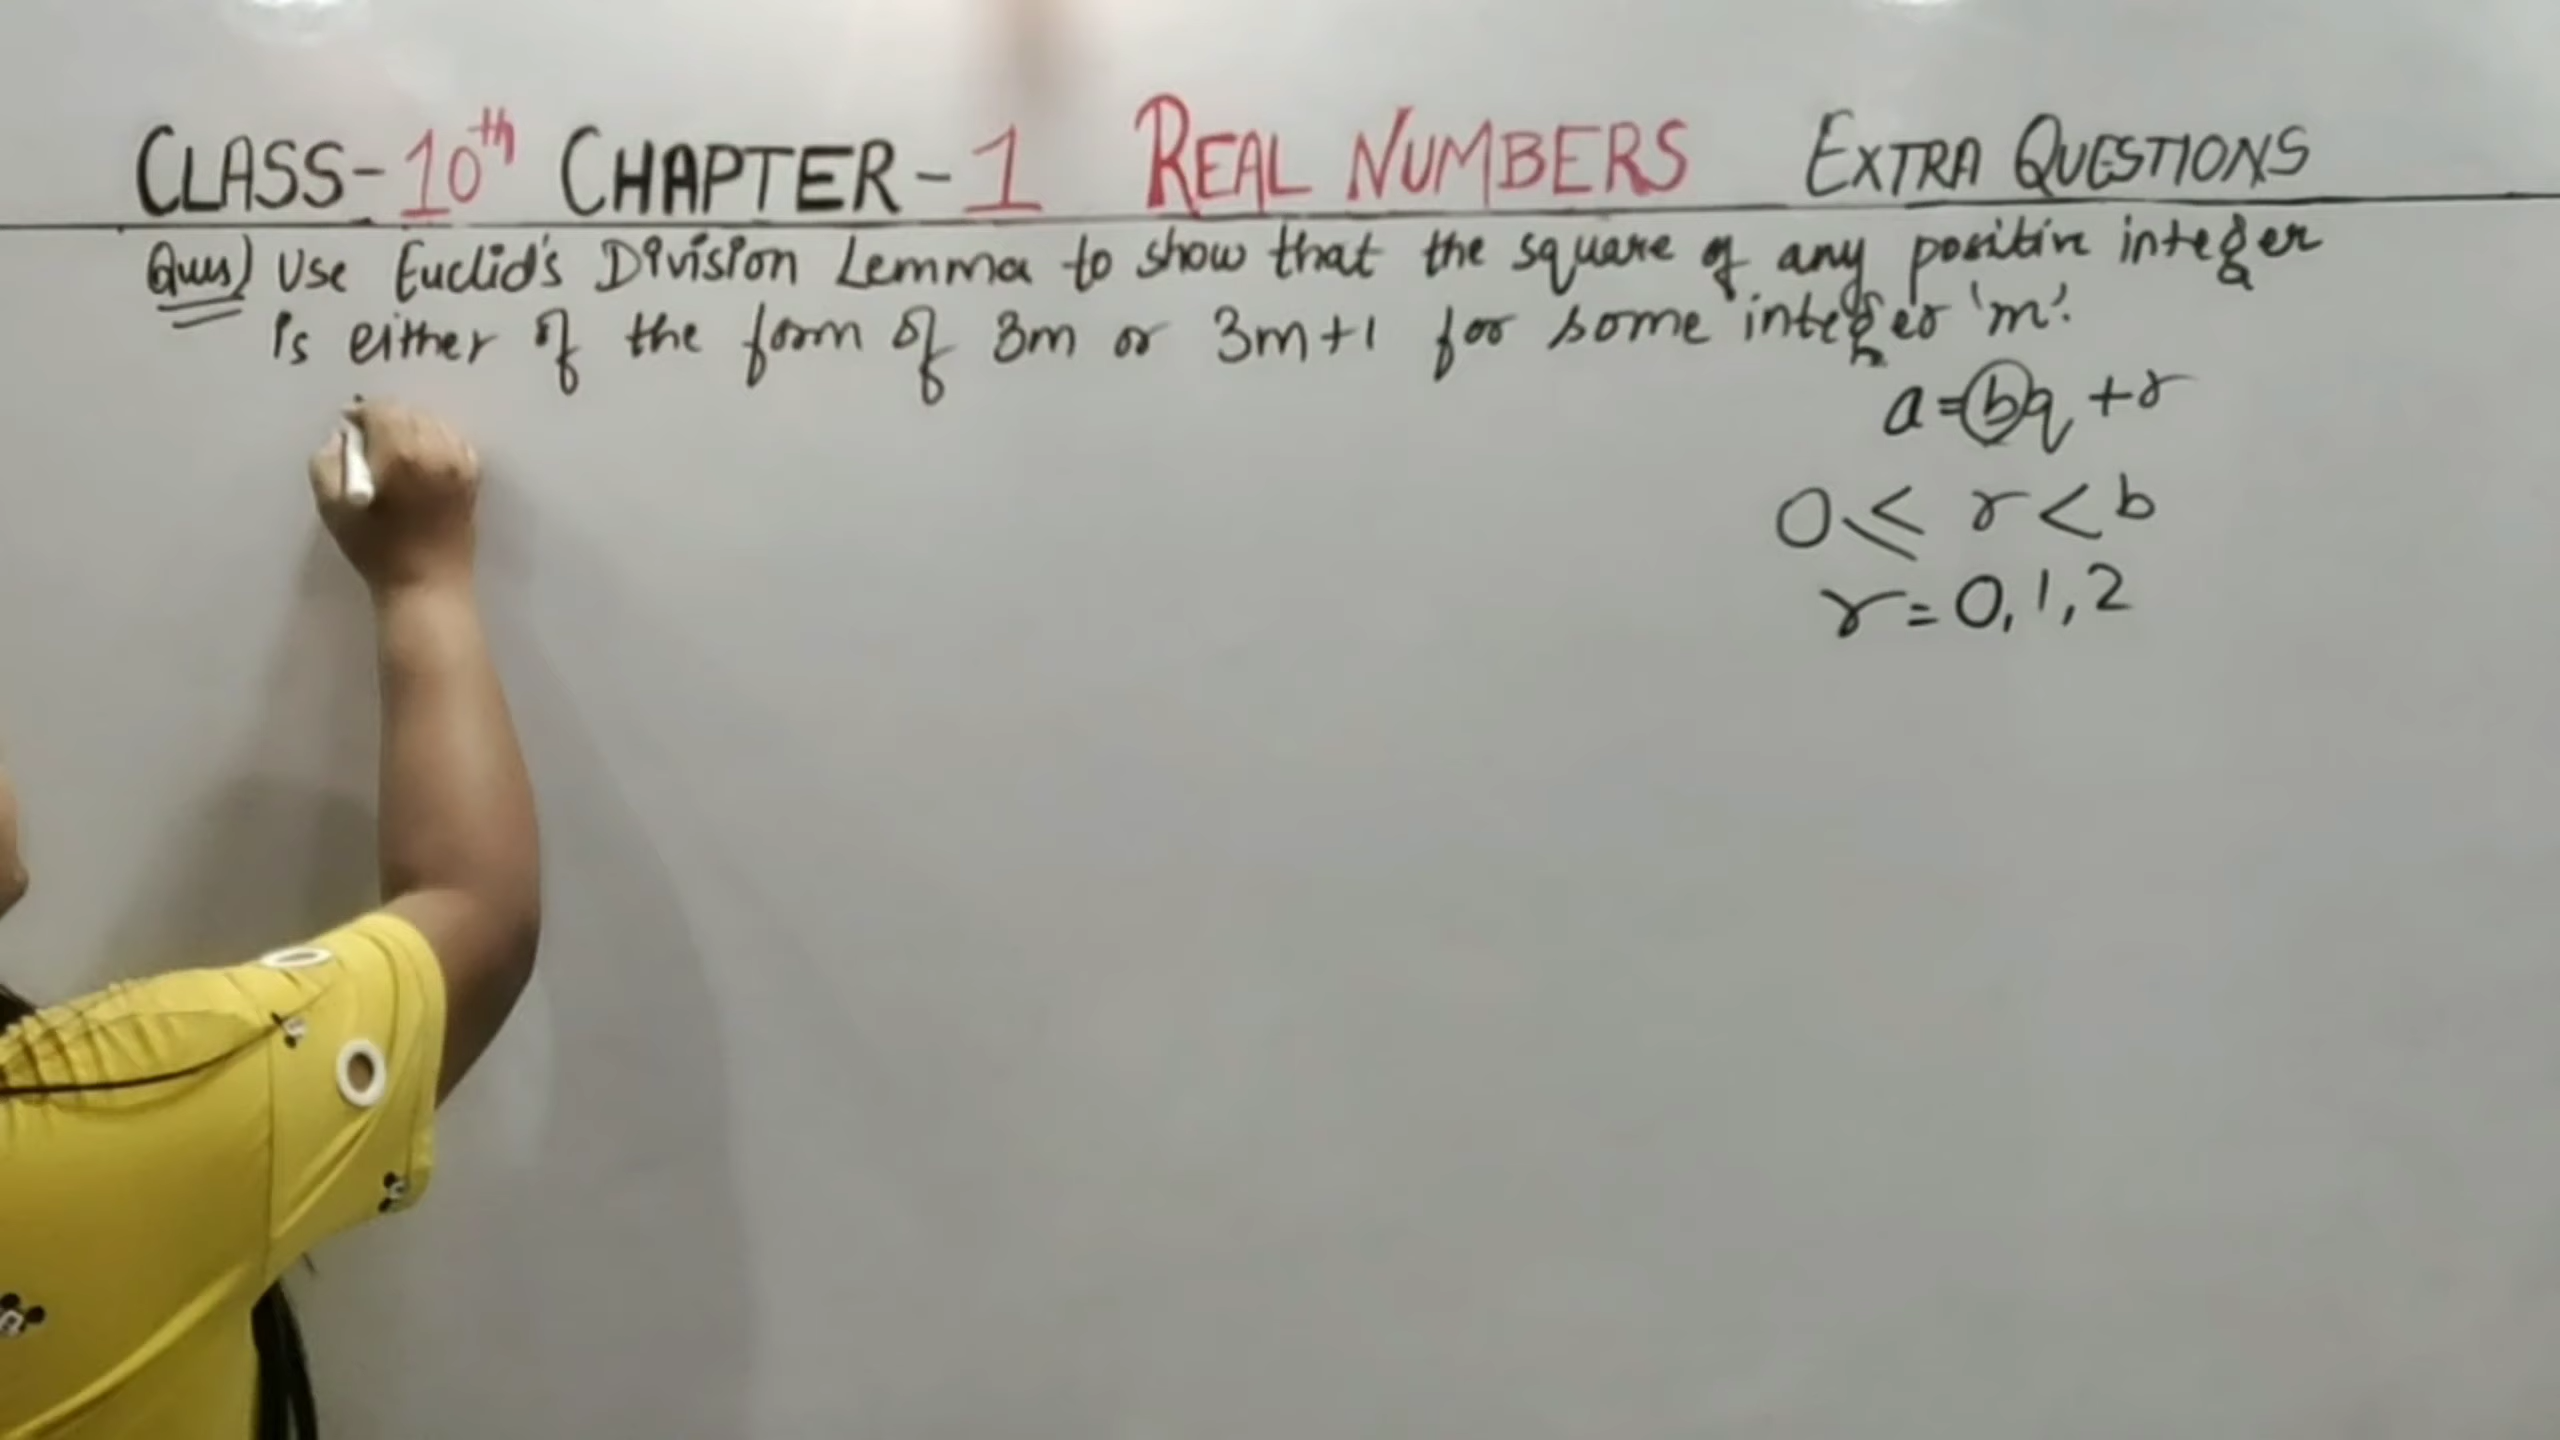 CLASS-10th CHAPTER-1 REAL NUMBERS EXTRA QUESTIONS
Ques) Use Euclid's Division Lemma to show that the square of any positive integer
is either of the form of 3m or 3m+1 for some integer 'm'.
a=bq+r
0≤r<b
r=0,1,2